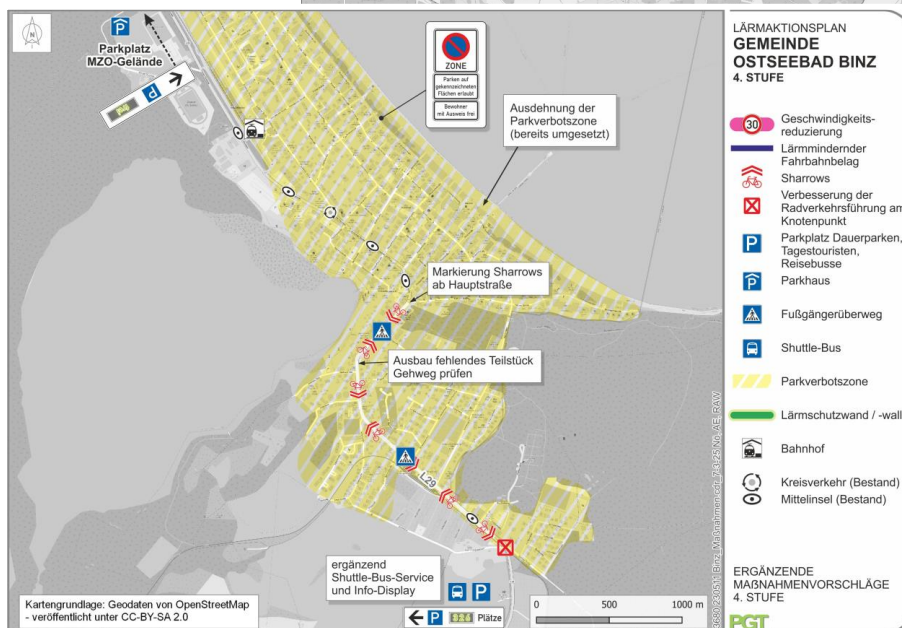 Parkplatz
MZO-Gelände
P
ZONE
Parken auf
gekennzeichneten
Flächen erlaubt
Bewohner
mit Ausweis frei
Ausdehnung der
Parkverbotszone
(bereits umgesetzt)
Markierung Sharrows
ab Hauptstraße
Ausbau fehlendes Teilstück
Gehweg prüfen
L29
ergänzend
Shuttle-Bus-Service
und Info-Display
P
P
Plätze
0 500 1000 m
Kartengrundlage: Geodaten von OpenStreetMap
- veröffentlicht unter CC-BY-SA 2.0
LÄRMAKTIONSPLAN
GEMEINDE
OSTSEEBAD BINZ
4. STUFE
30
Geschwindigkeits-
reduzierung
Lärmmindernder
Fahrbahnbelag
Sharrows
Verbesserung der
Radverkehrsführung am
Knotenpunkt
P
Parkplatz Dauerparken,
Tagestouristen,
Reisebusse
P
Parkhaus
Fußgängerüberweg
Shuttle-Bus
Parkverbotszone
Lärmschutzwand / -wall
Bahnhof
Kreisverkehr (Bestand)
Mittelinsel (Bestand)
ERGÄNZENDE
MAßNAHMENVORSCHLÄGE
4. STUFE
PGT